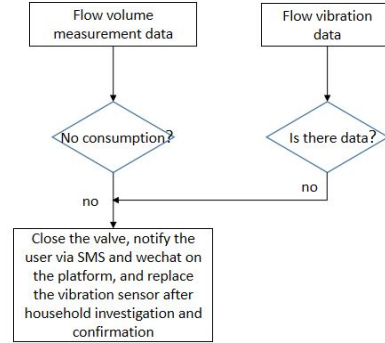 Flow volume
measurement data
Flow vibration
data
No consumption?
Is there data?
no
no
Close the valve, notify the
user via SMS and wechat on
the platform, and replace
the vibration sensor after
household investigation and
confirmation